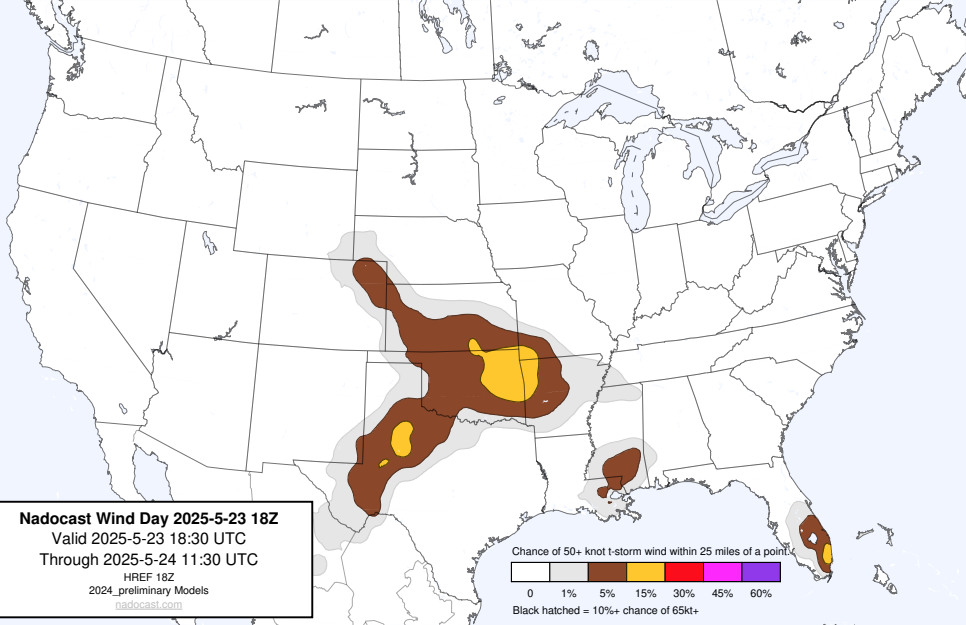 Nadocast Wind Day 2025-5-23 18Z
Valid 2025-5-23 18:30 UTC
Through 2025-5-24 11:30 UTC
HREF 18Z
2024_preliminary Models
nadocast.com
Chance of 50+ knot t-storm wind within 25 miles of a point.
0 1% 5% 15% 30% 45% 60%
Black hatched = 10%+ chance of 65kt+